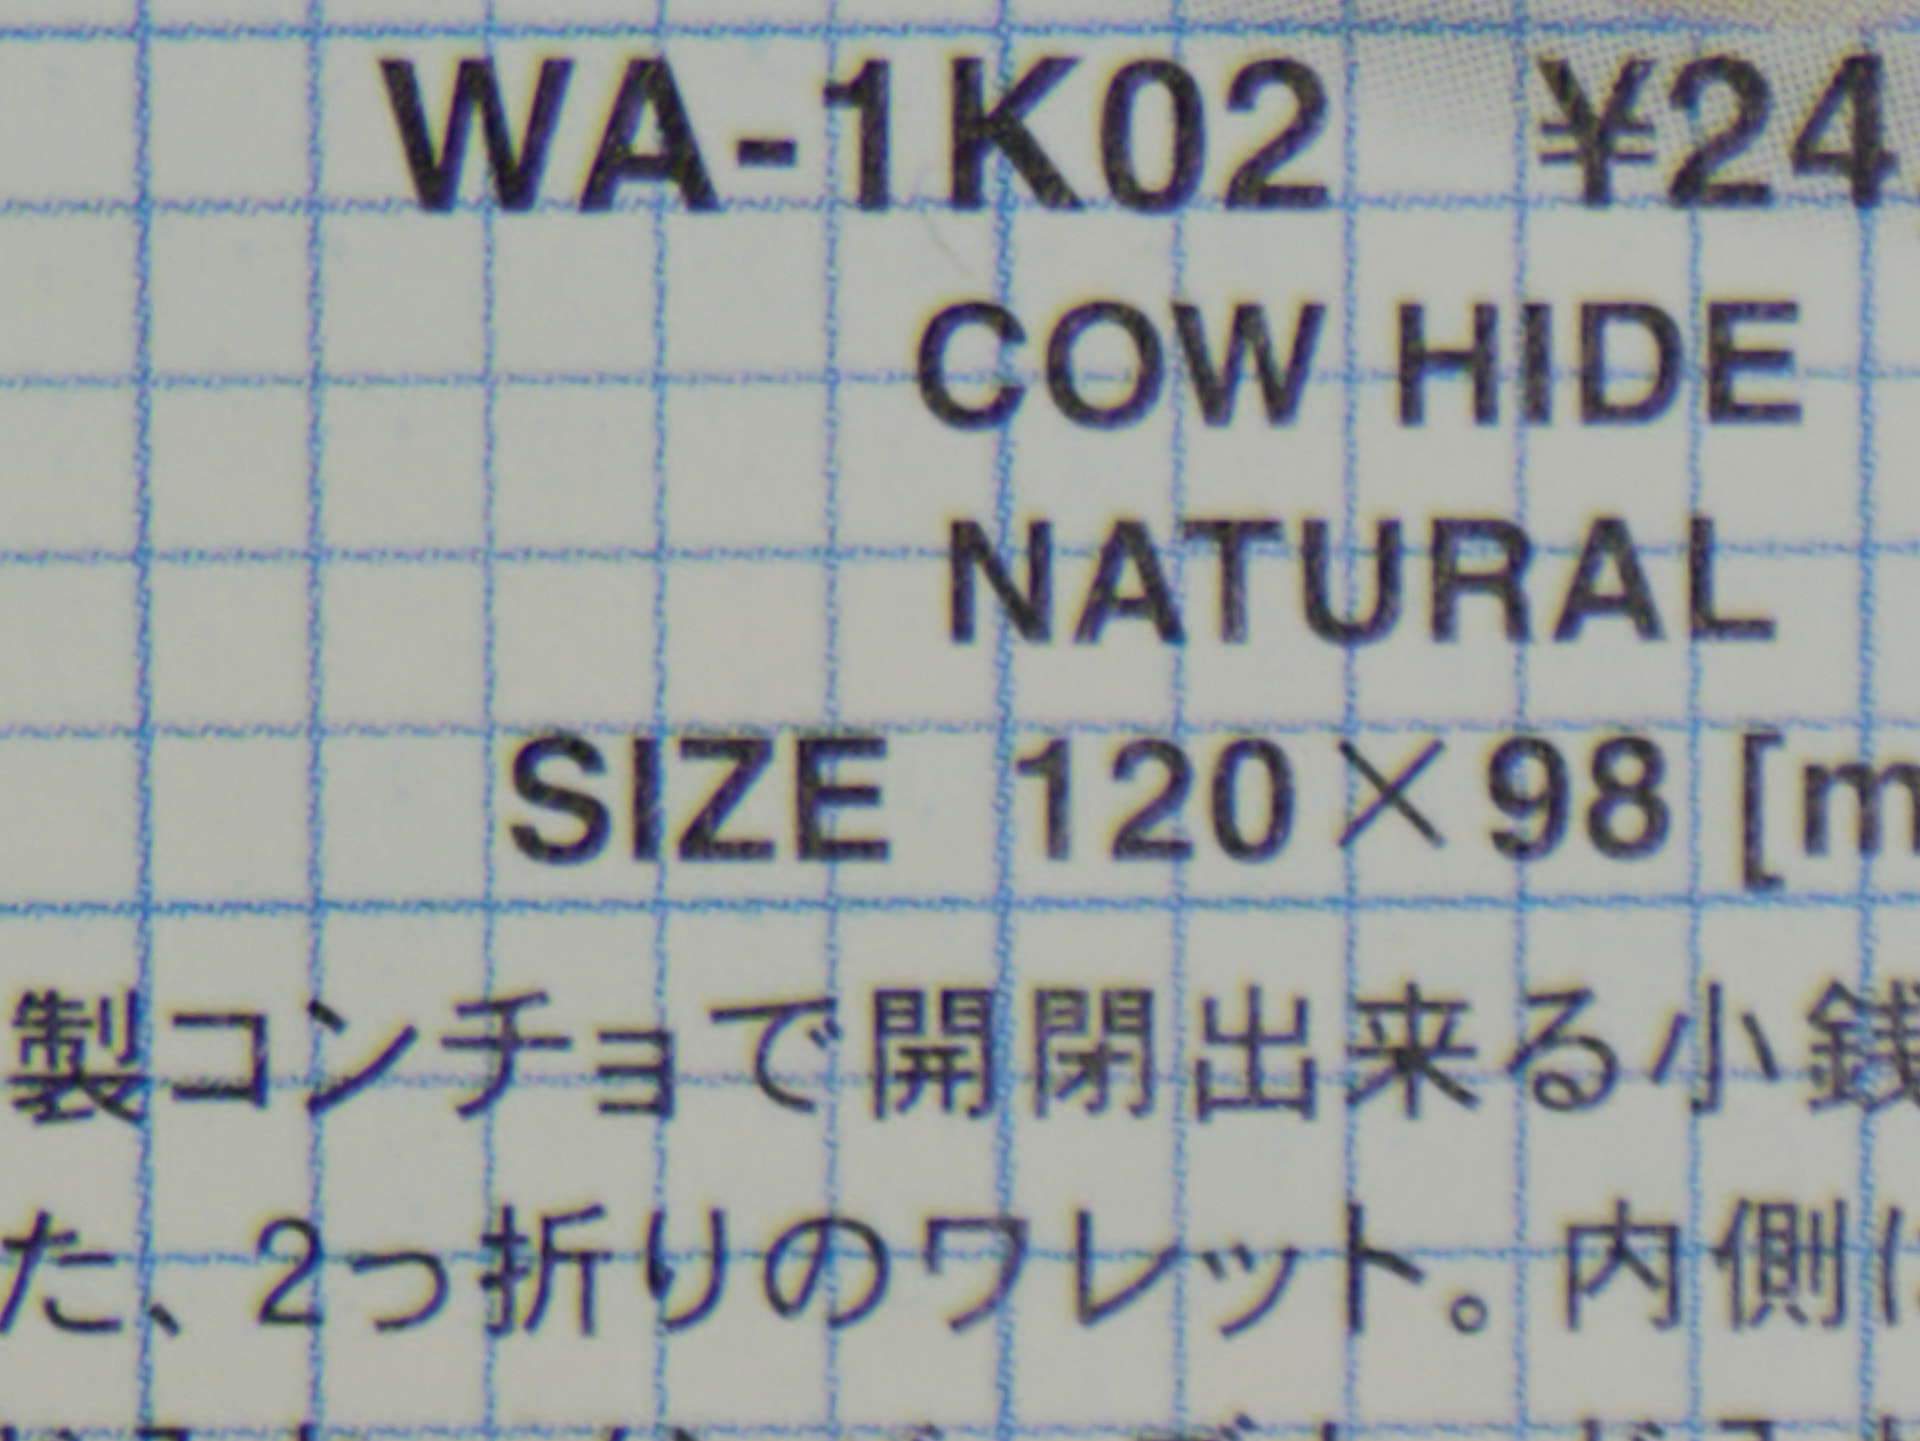 WA-1K02 ¥24,
COW HIDE
NATURAL
SIZE 120×98 [m
製コンチョで開閉出来る小銭
た、2つ折りのワレット。内側に